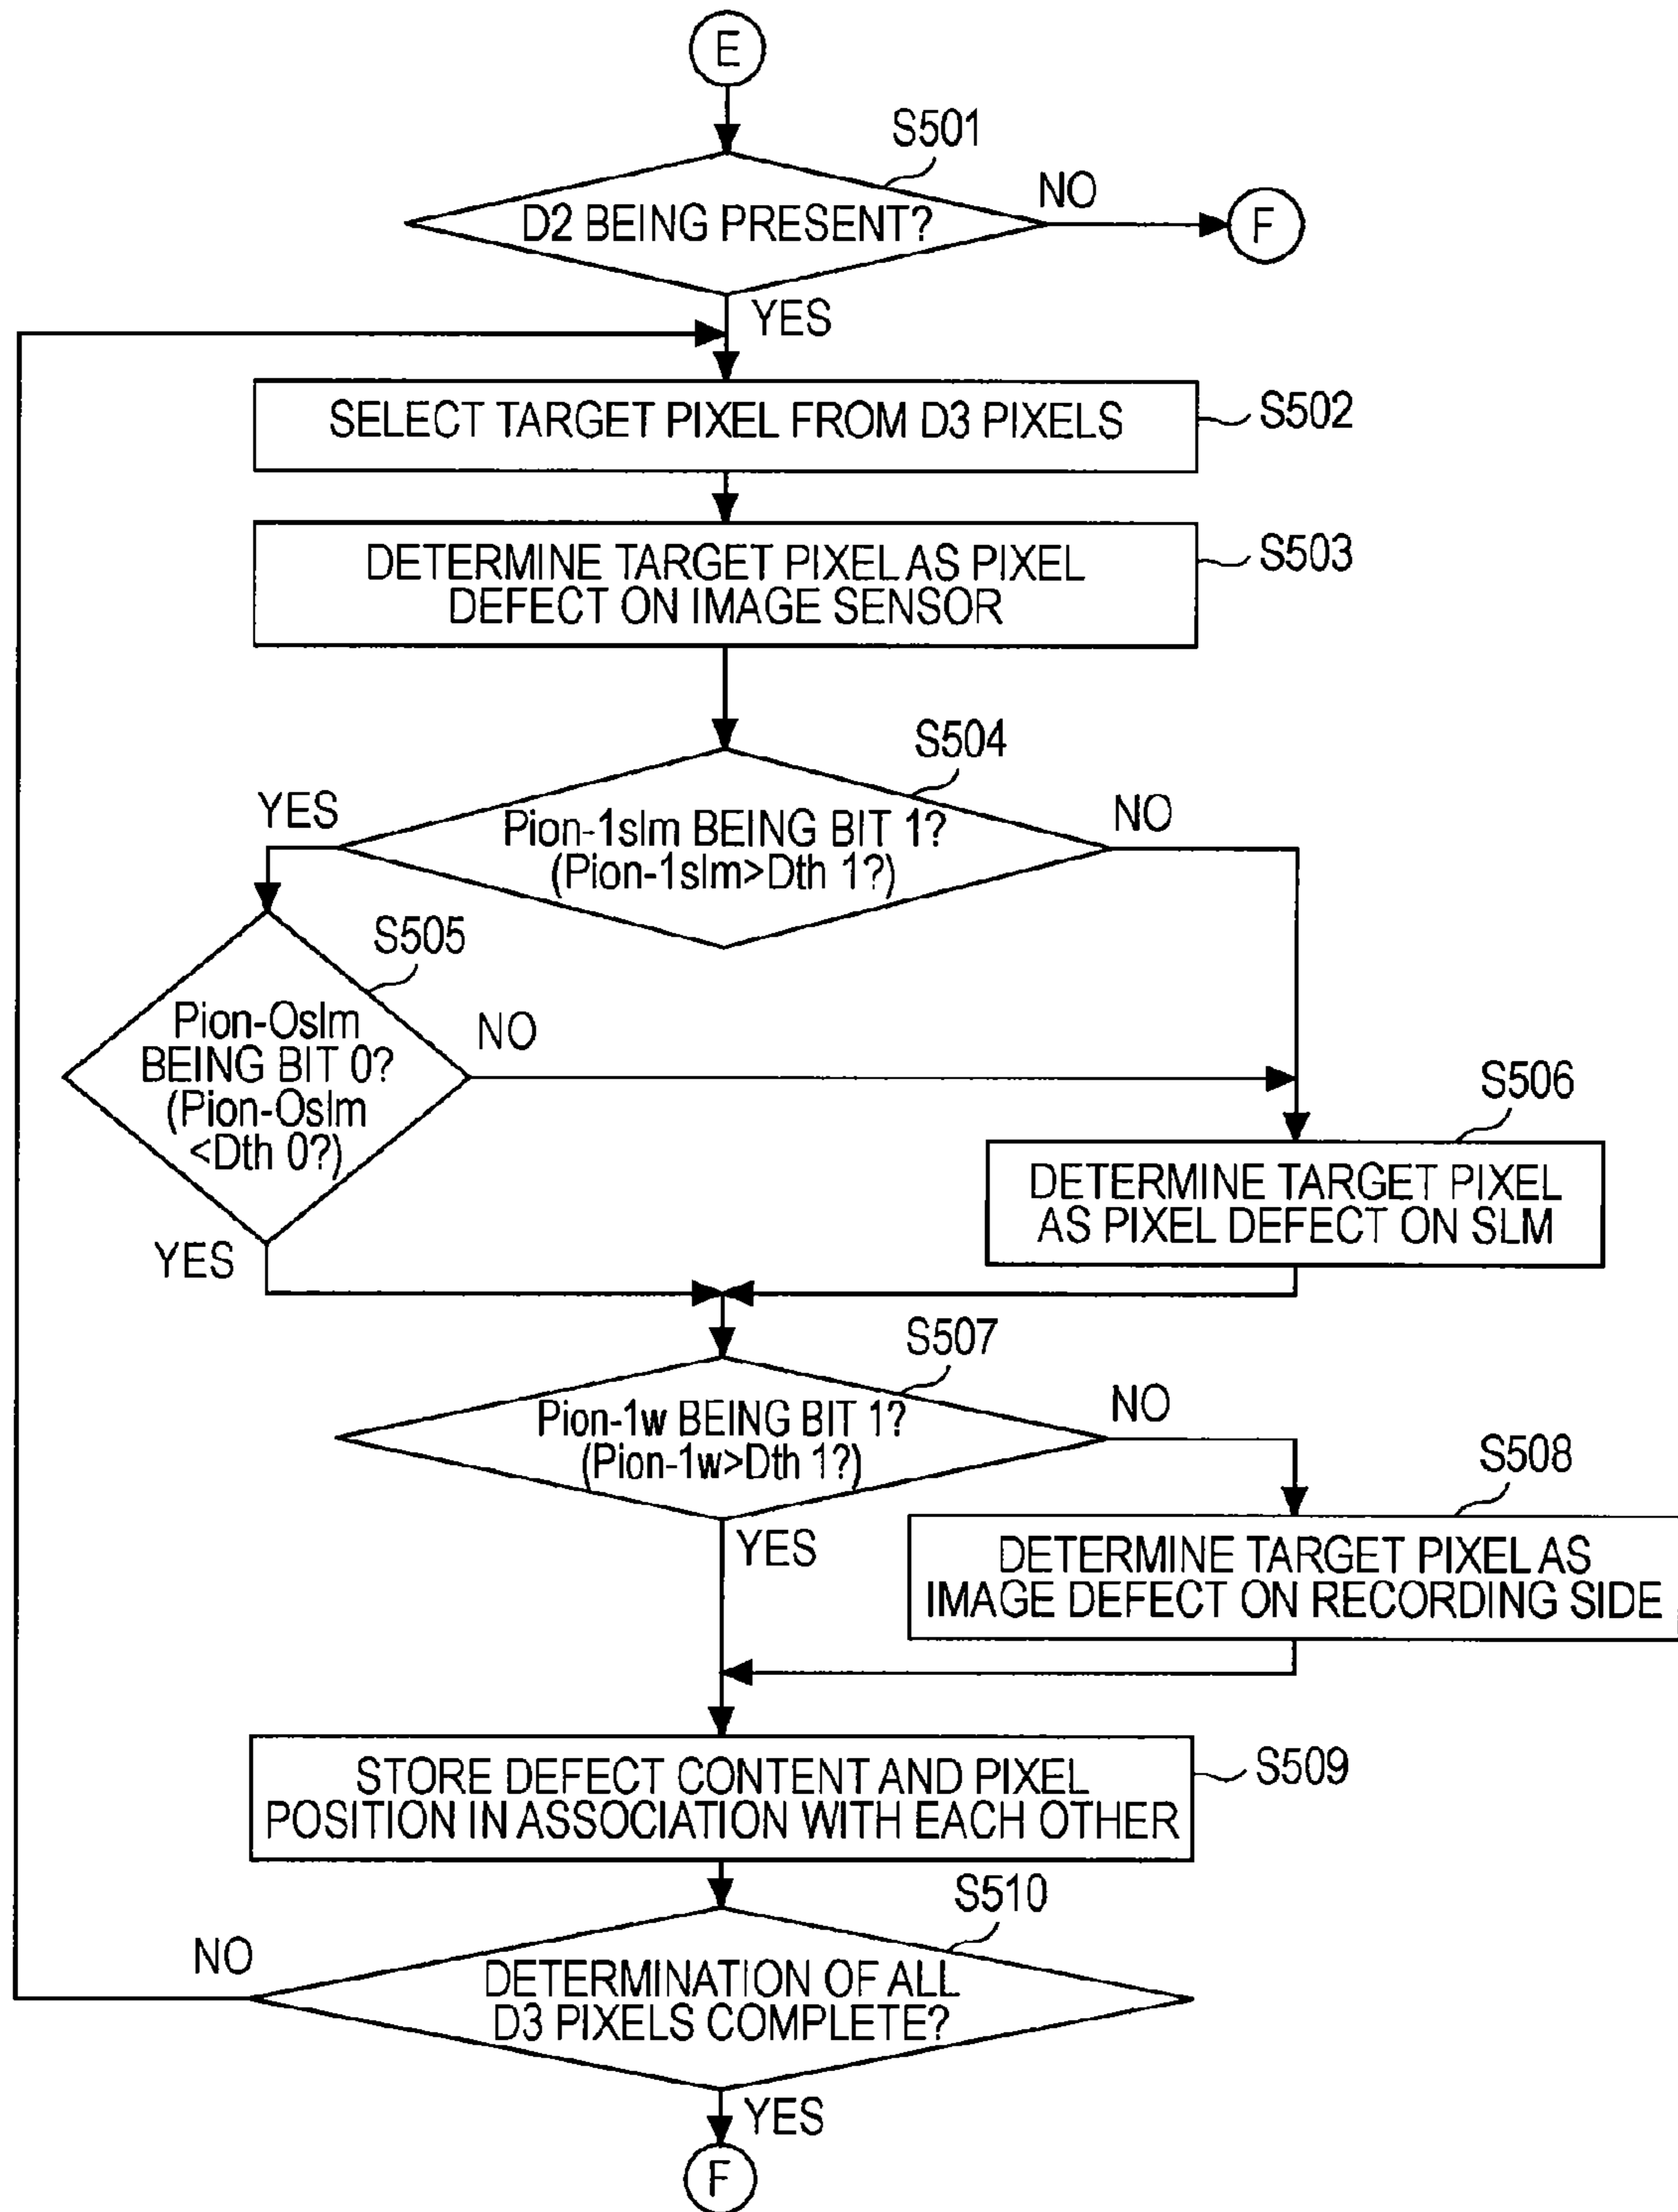 E
S501
D2 BEING PRESENT?
NO
F
YES
SELECT TARGET PIXEL FROM D3 PIXELS
S502
DETERMINE TARGET PIXEL AS PIXEL
DEFECT ON IMAGE SENSOR
S503
S504
YES
Pion-1slm BEING BIT 1?
(Pion-1slm>Dth 1?)
NO
S505
Pion-Oslm
BEING BIT 0?
(Pion-Oslm
<Dth 0?)
NO
YES
S506
DETERMINE TARGET PIXEL
AS PIXEL DEFECT ON SLM
S507
Pion-1w BEING BIT 1?
(Pion-1w>Dth 1?)
NO
YES
S508
DETERMINE TARGET PIXEL AS
IMAGE DEFECT ON RECORDING SIDE
STORE DEFECT CONTENT AND PIXEL
POSITION IN ASSOCIATION WITH EACH OTHER
S509
S510
NO
DETERMINATION OF ALL
D3 PIXELS COMPLETE?
YES
F